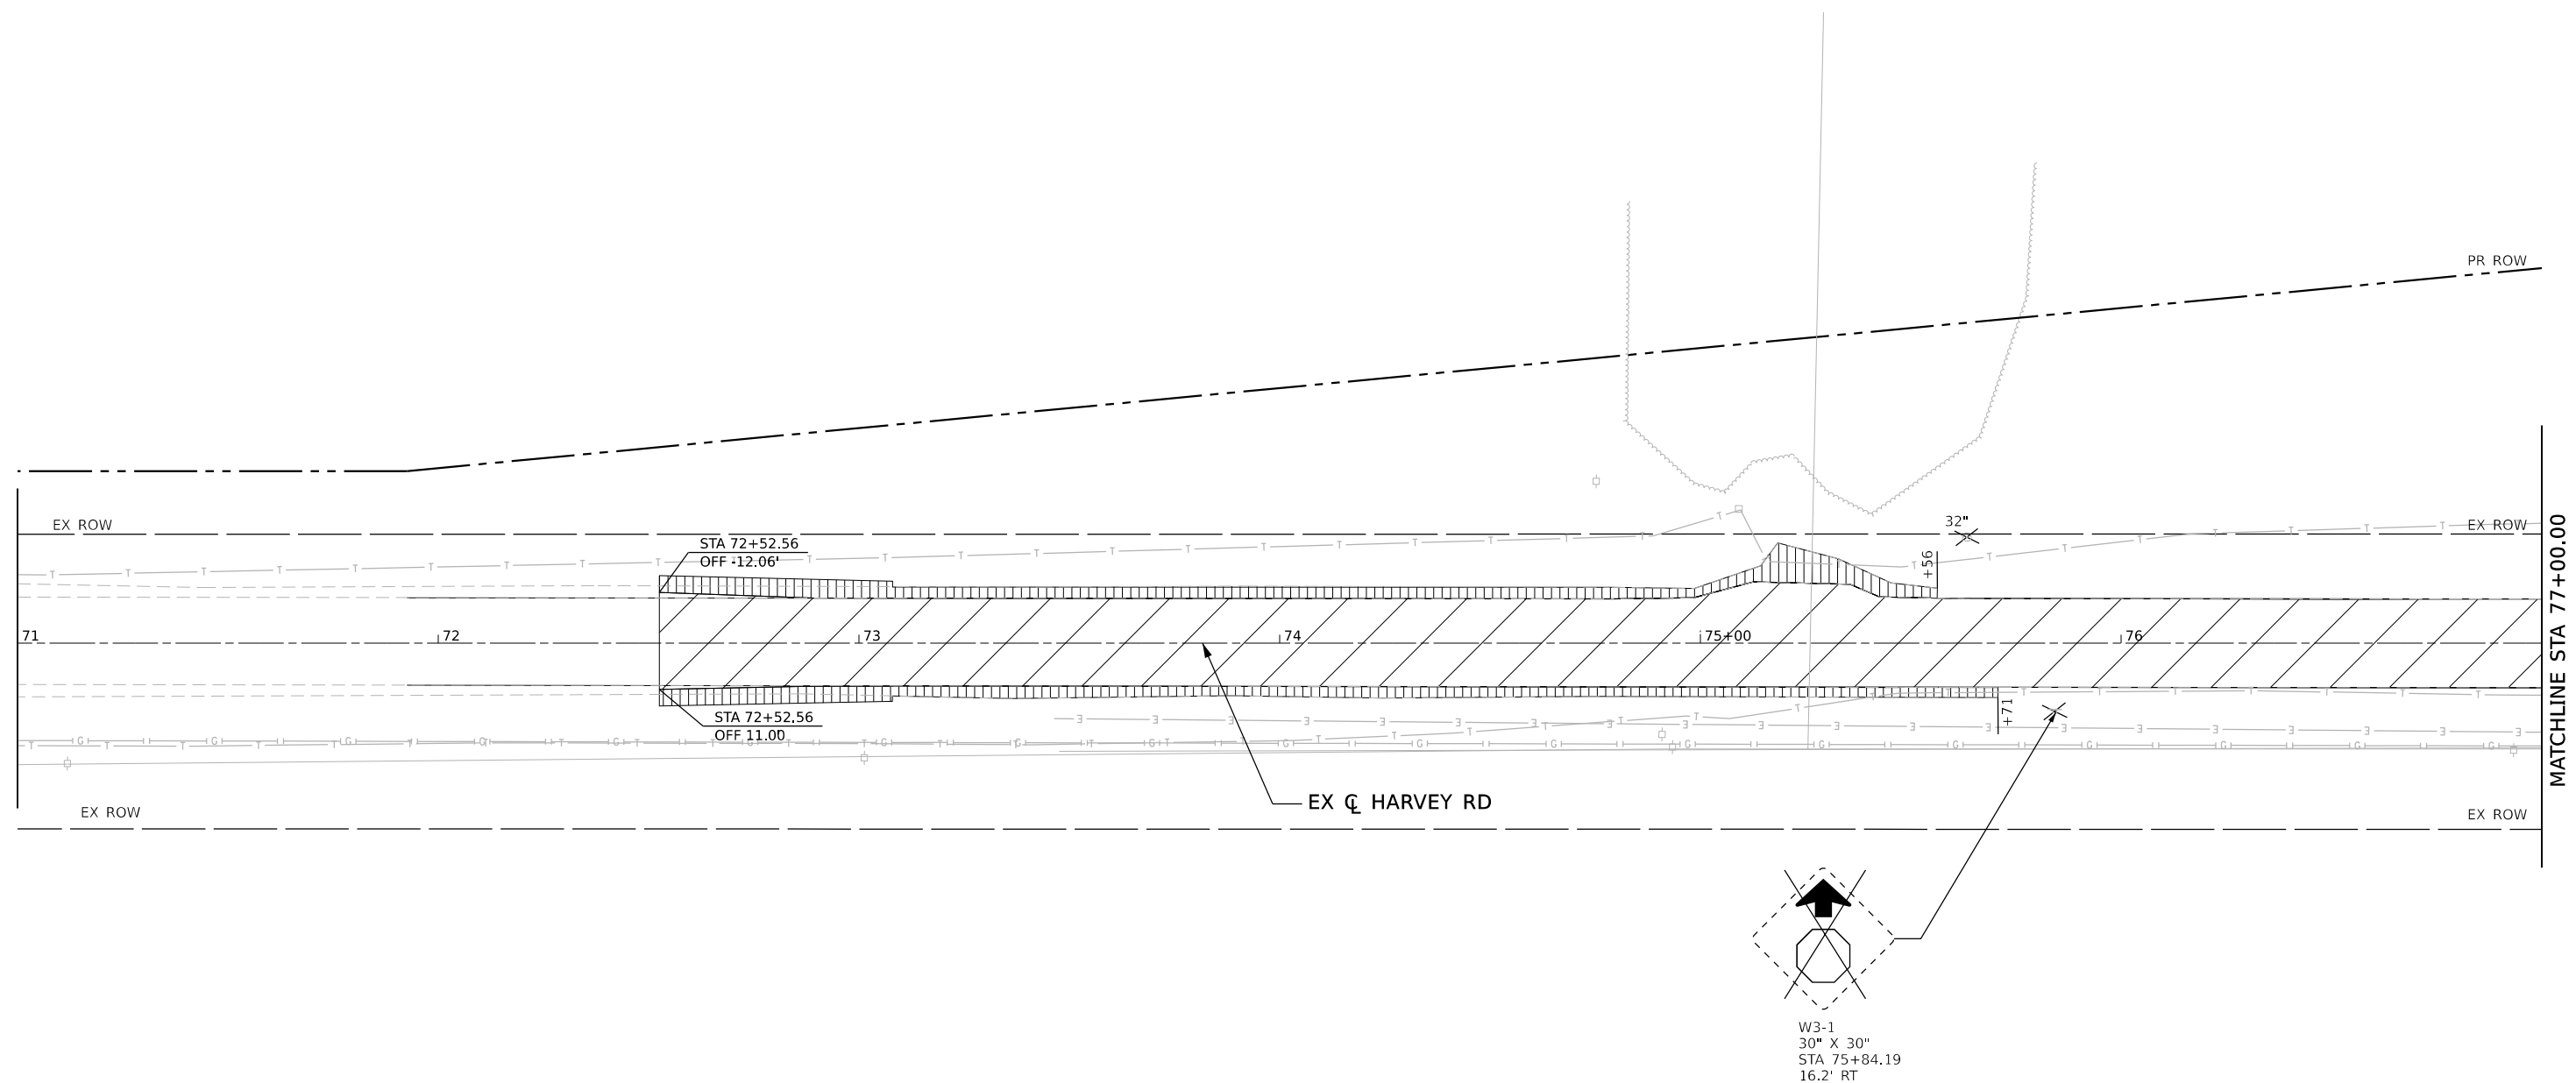 PR ROW
EX ROW
32"
EX ROW
STA 72+52.56
OFF -12.06'
+56
71
72
73
74
75+00
76
MATCHLINE STA 77+00.00
+71
STA 72+52.56
OFF 11.00'
EX ℄ HARVEY RD
EX ROW
EX ROW
W3-1
30" X 30"
STA 75+84.19
16.2' RT